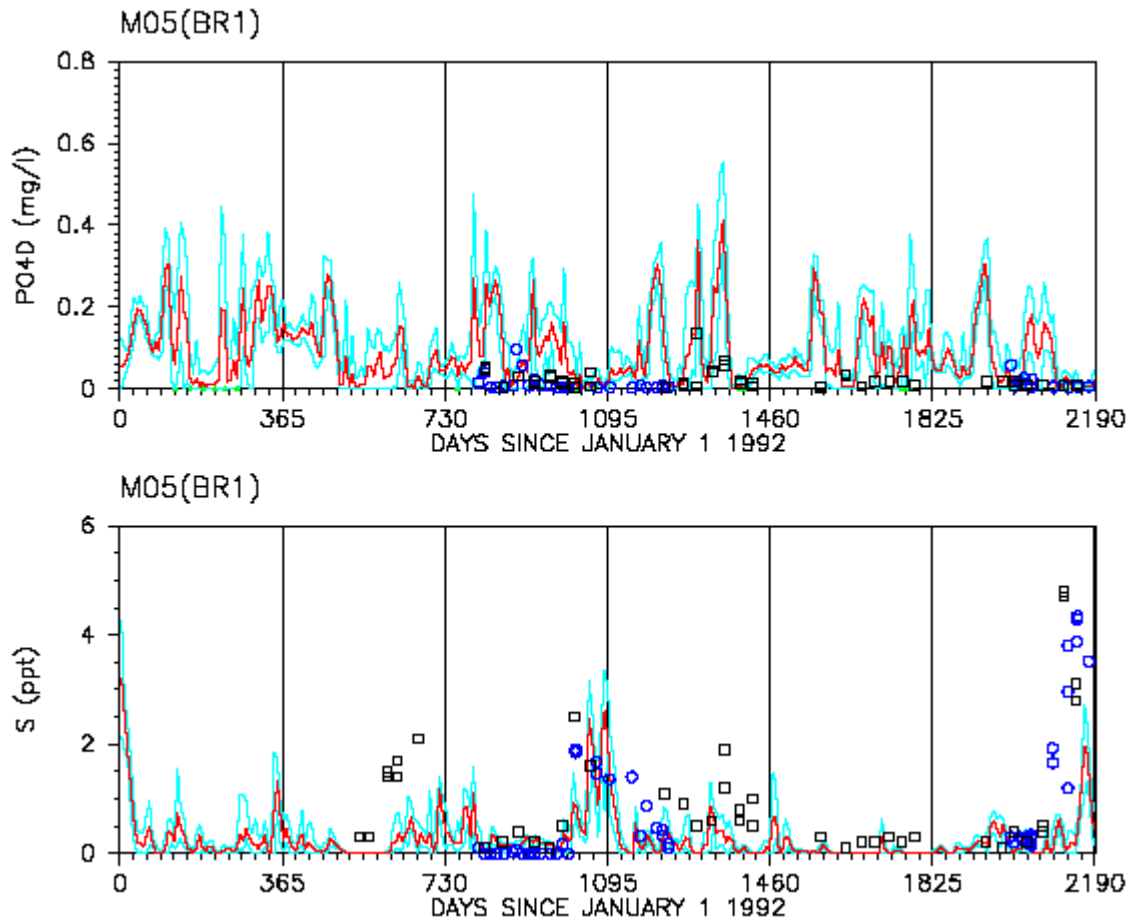 M05(BR1)
0.8
0.6
0.4
0.2
0
PO4D (mg/l)
0 365 730 1095 1460 1825 2190
DAYS SINCE JANUARY 1 1992
M05(BR1)
6
4
2
0
S (ppt)
0 365 730 1095 1460 1825 2190
DAYS SINCE JANUARY 1 1992